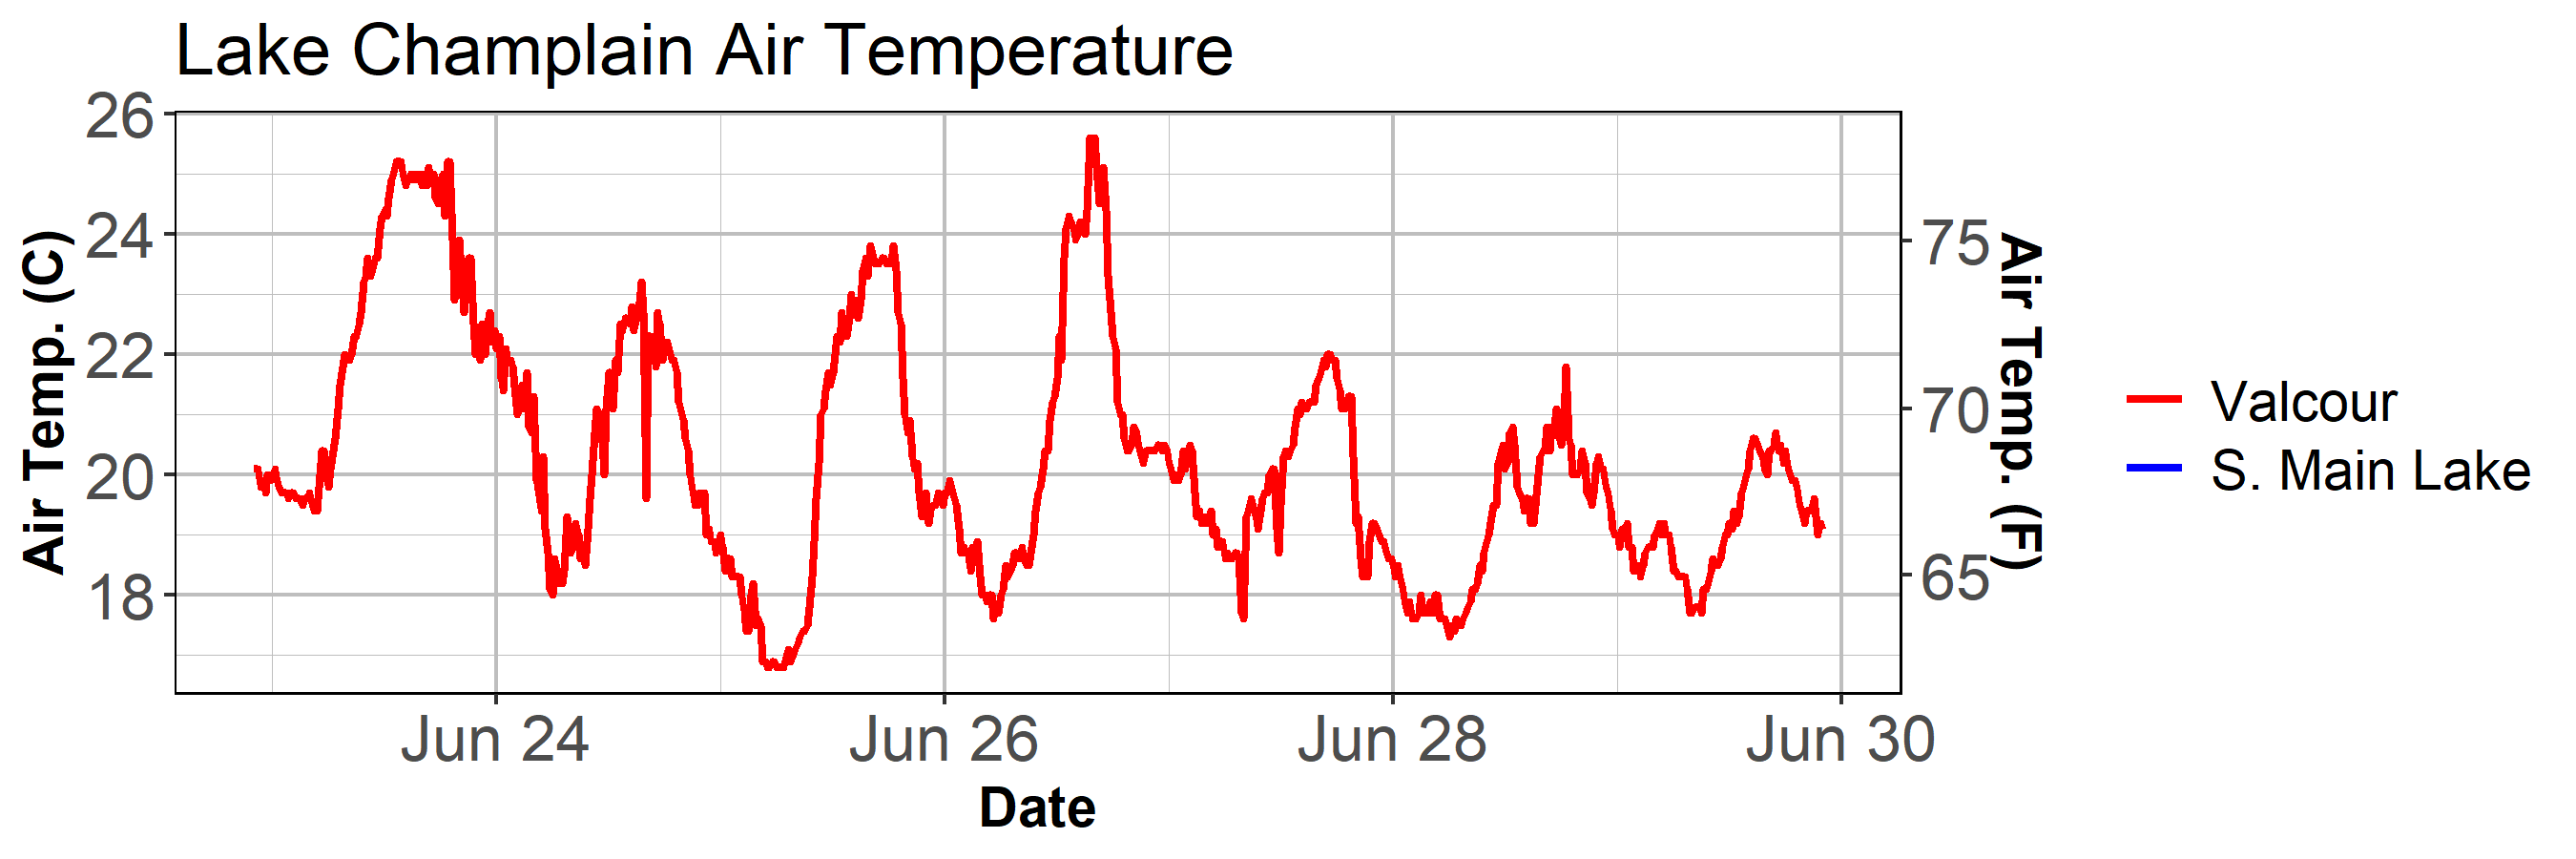 Lake Champlain Air Temperature
26
24
22
20
18
Air Temp. (C)
75
70
65
Air Temp. (F)
Jun 24
Jun 26
Jun 28
Jun 30
Date
Valcour
S. Main Lake